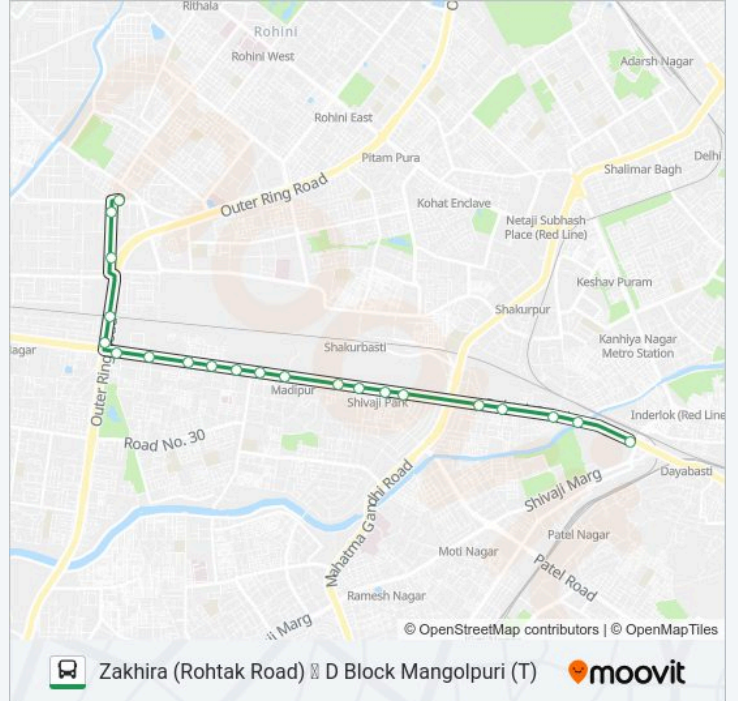 Rithala
Rohini
Rohini West
Adarsh Nagar
Rohini East
Pitam Pura
Delhi
Shalimar Bagh
Outer Ring Road
Kohat Enclave
Netaji Subhash
Place (Red Line)
Keshav Puram
Shakurpur
Shakurbasti
Kanhiya Nagar
Metro Station
agar
Outer Ring
Madipur
Shivaji Park
Inderlok (Red Line
Road No. 30
Dayabasti
Shivaji Marg
Mahatma Gandhi Road
Patel Nagar
Moti Nagar
Patel Road
Ramesh Nagar
ji Marg
© OpenStreetMap contributors | © OpenMapTiles
Zakhira (Rohtak Road) D Block Mangolpuri (T)
moovit